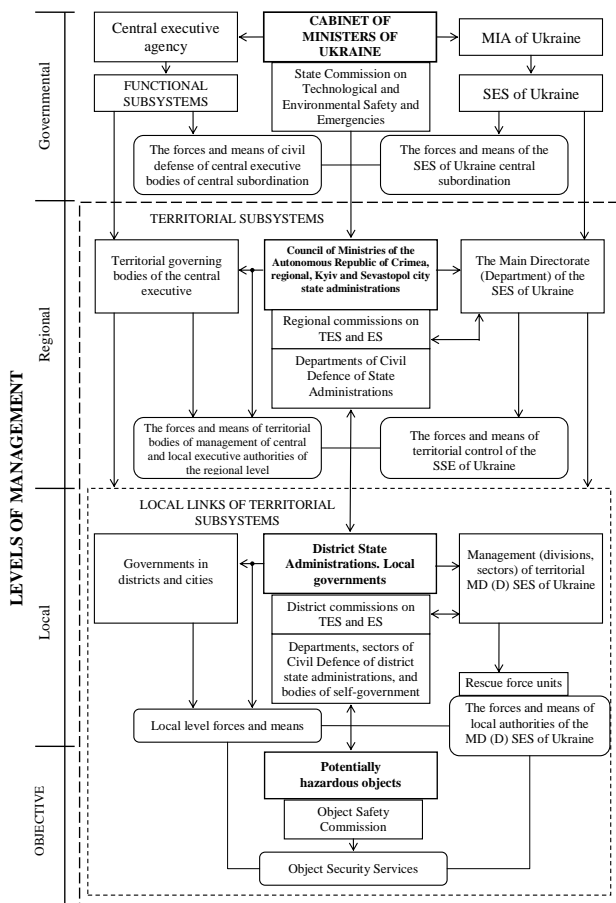 LEVELS OF MANAGEMENT
Governmental
Regional
Local
OBJECTIVE
Central executive
agency
CABINET OF
MINISTERS OF
UKRAINE
MIA of Ukraine
FUNCTIONAL
SUBSYSTEMS
State Commission on
Technological and
Environmental Safety and
Emergencies
SES of Ukraine
The forces and means of civil
defense of central executive
bodies of central subordination
The forces and means of the
SES of Ukraine central
subordination
TERRITORIAL SUBSYSTEMS
Territorial governing
bodies of the central
executive
Council of Ministries of the
Autonomous Republic of Crimea,
regional, Kyiv and Sevastopol city
state administrations
The Main Directorate
(Department) of the
SES of Ukraine
Regional commissions on
TES and ES
Departments of Civil
Defence of State
Administrations
The forces and means of territorial
bodies of management of central
and local executive authorities of
the regional level
The forces and means of
territorial control of the
SSE of Ukraine
LOCAL LINKS OF TERRITORIAL
SUBSYSTEMS
Governments in
districts and cities
District State
Administrations. Local
governments
Management (divisions,
sectors) of territorial
MD (D) SES of Ukraine
District commissions on
TES and ES
Departments, sectors of
Civil Defence of district
state administrations, and
bodies of self-government
Rescue force units
Local level forces and means
The forces and means of
local authorities of the
MD (D) SES of Ukraine
Potentially
hazardous objects
Object Safety
Commission
Object Security Services